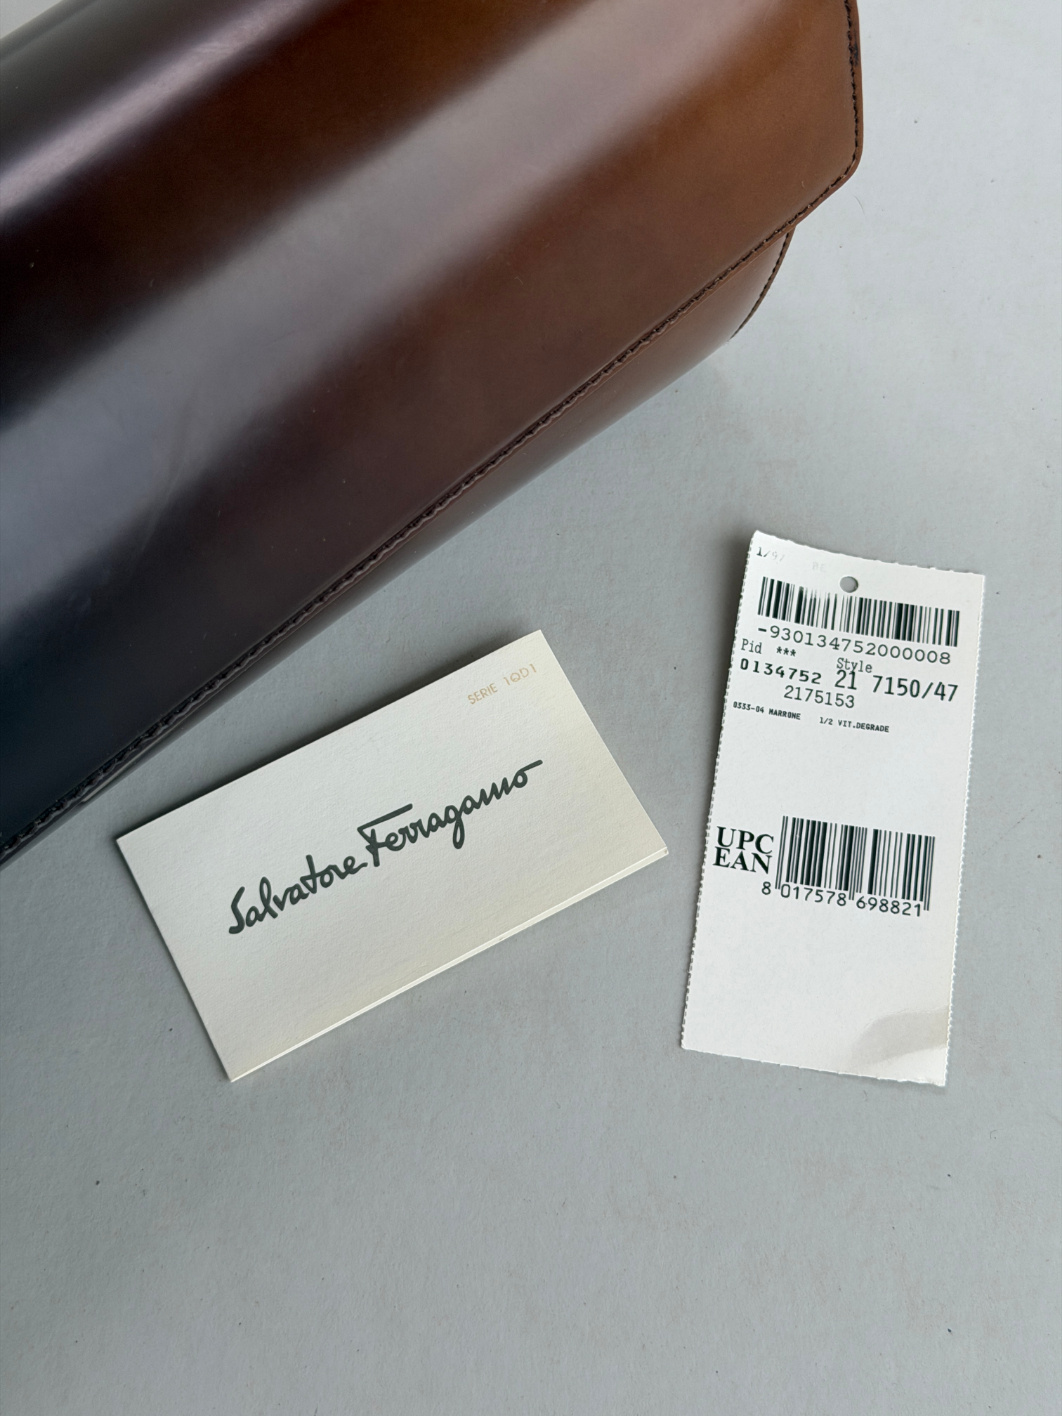 SERIE 1QD1
Salvatore Ferragamo
-930134752000008
Pid *** Style
0134752 21 7150/47
2175153
0333-04 MARRONE 1/2 VIT.DEGRADE
UPC
EAN
8 017578 698821